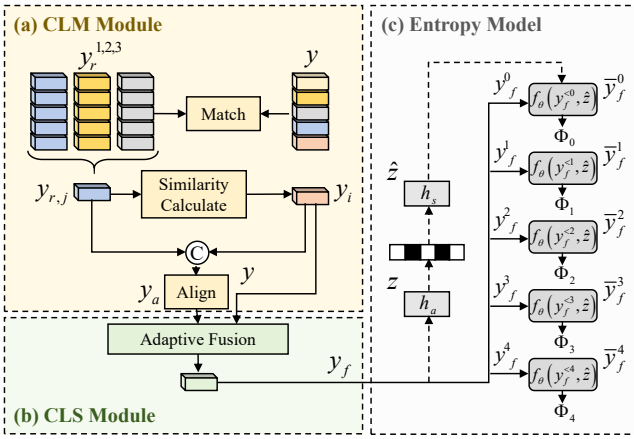 (a) CLM Module
y_r^{1,2,3}
y
Match
y_{r,j}
Similarity
Calculate
y_i
C
y_a
Align
y
Adaptive Fusion
y_f
(b) CLS Module
(c) Entropy Model
ẑ
h_s
z
h_a
y_f^0
f_θ(y_f^{<0}, ẑ)
ȳ_f^0
Φ_0
y_f^1
f_θ(y_f^{<1}, ẑ)
ȳ_f^1
Φ_1
y_f^2
f_θ(y_f^{<2}, ẑ)
ȳ_f^2
Φ_2
y_f^3
f_θ(y_f^{<3}, ẑ)
ȳ_f^3
Φ_3
y_f^4
f_θ(y_f^{<4}, ẑ)
ȳ_f^4
Φ_4